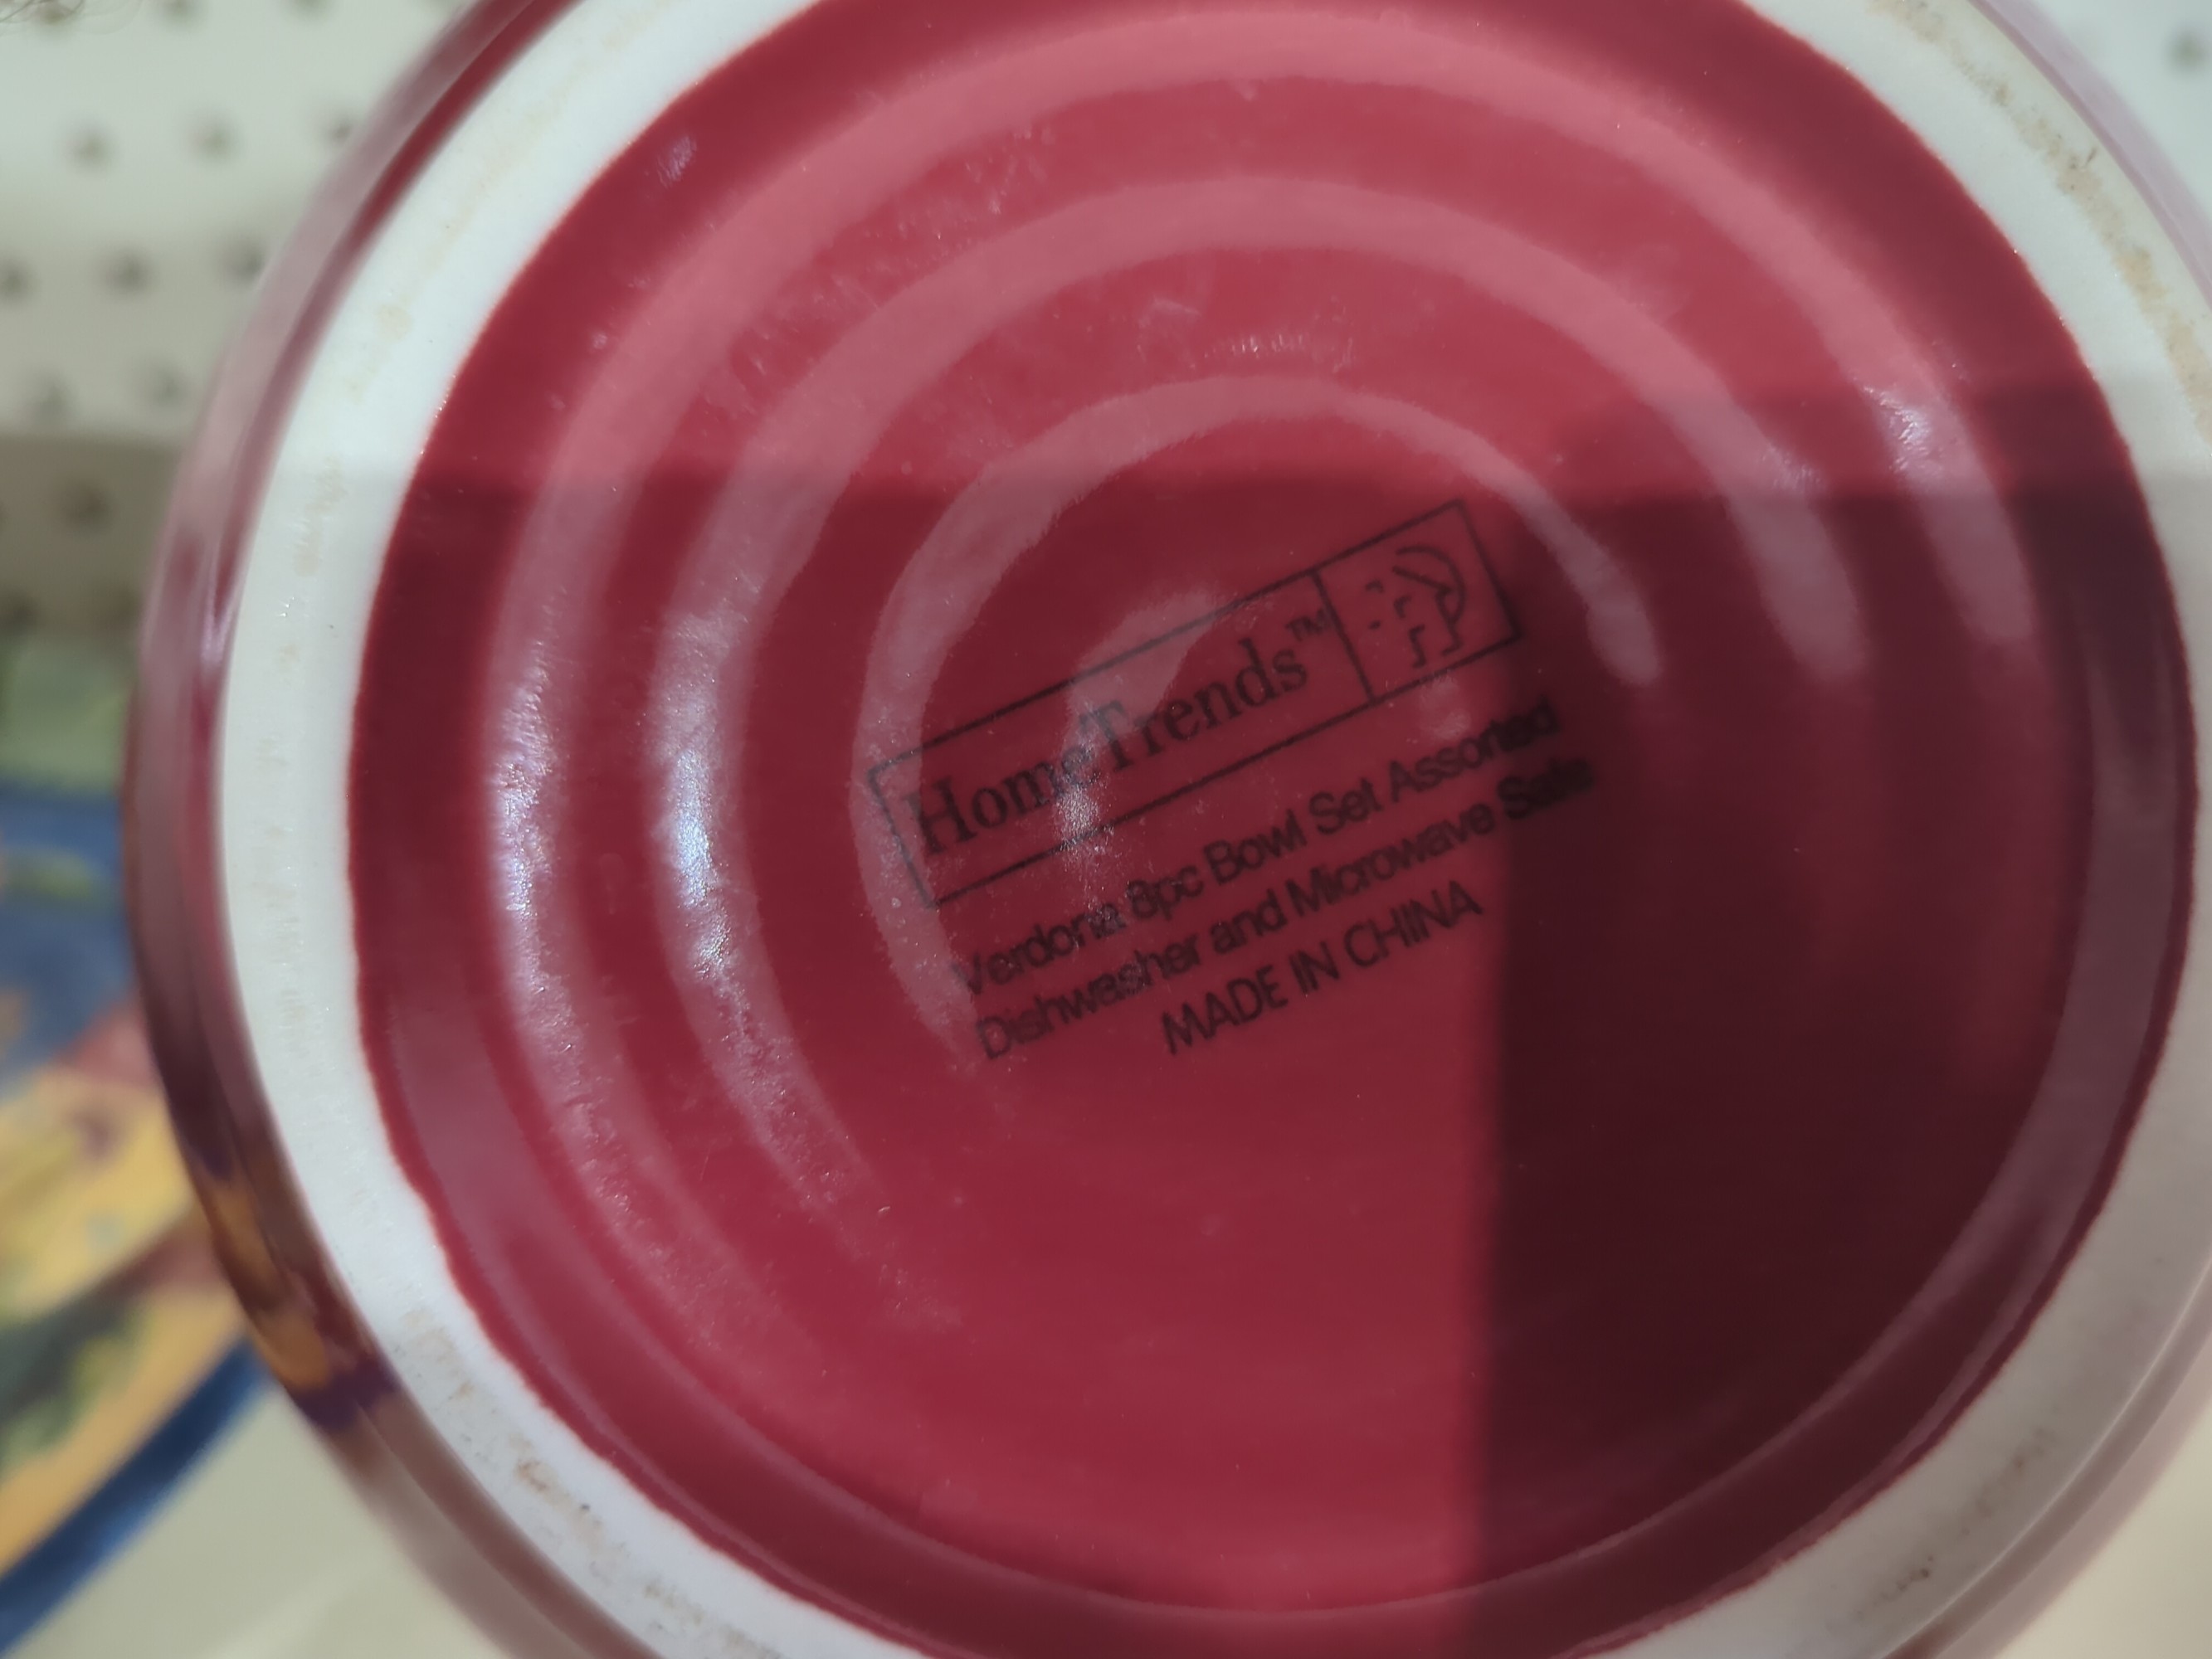 HomeTrends™
Verdona 8pc Bowl Set Assorted
Dishwasher and Microwave Safe
MADE IN CHINA